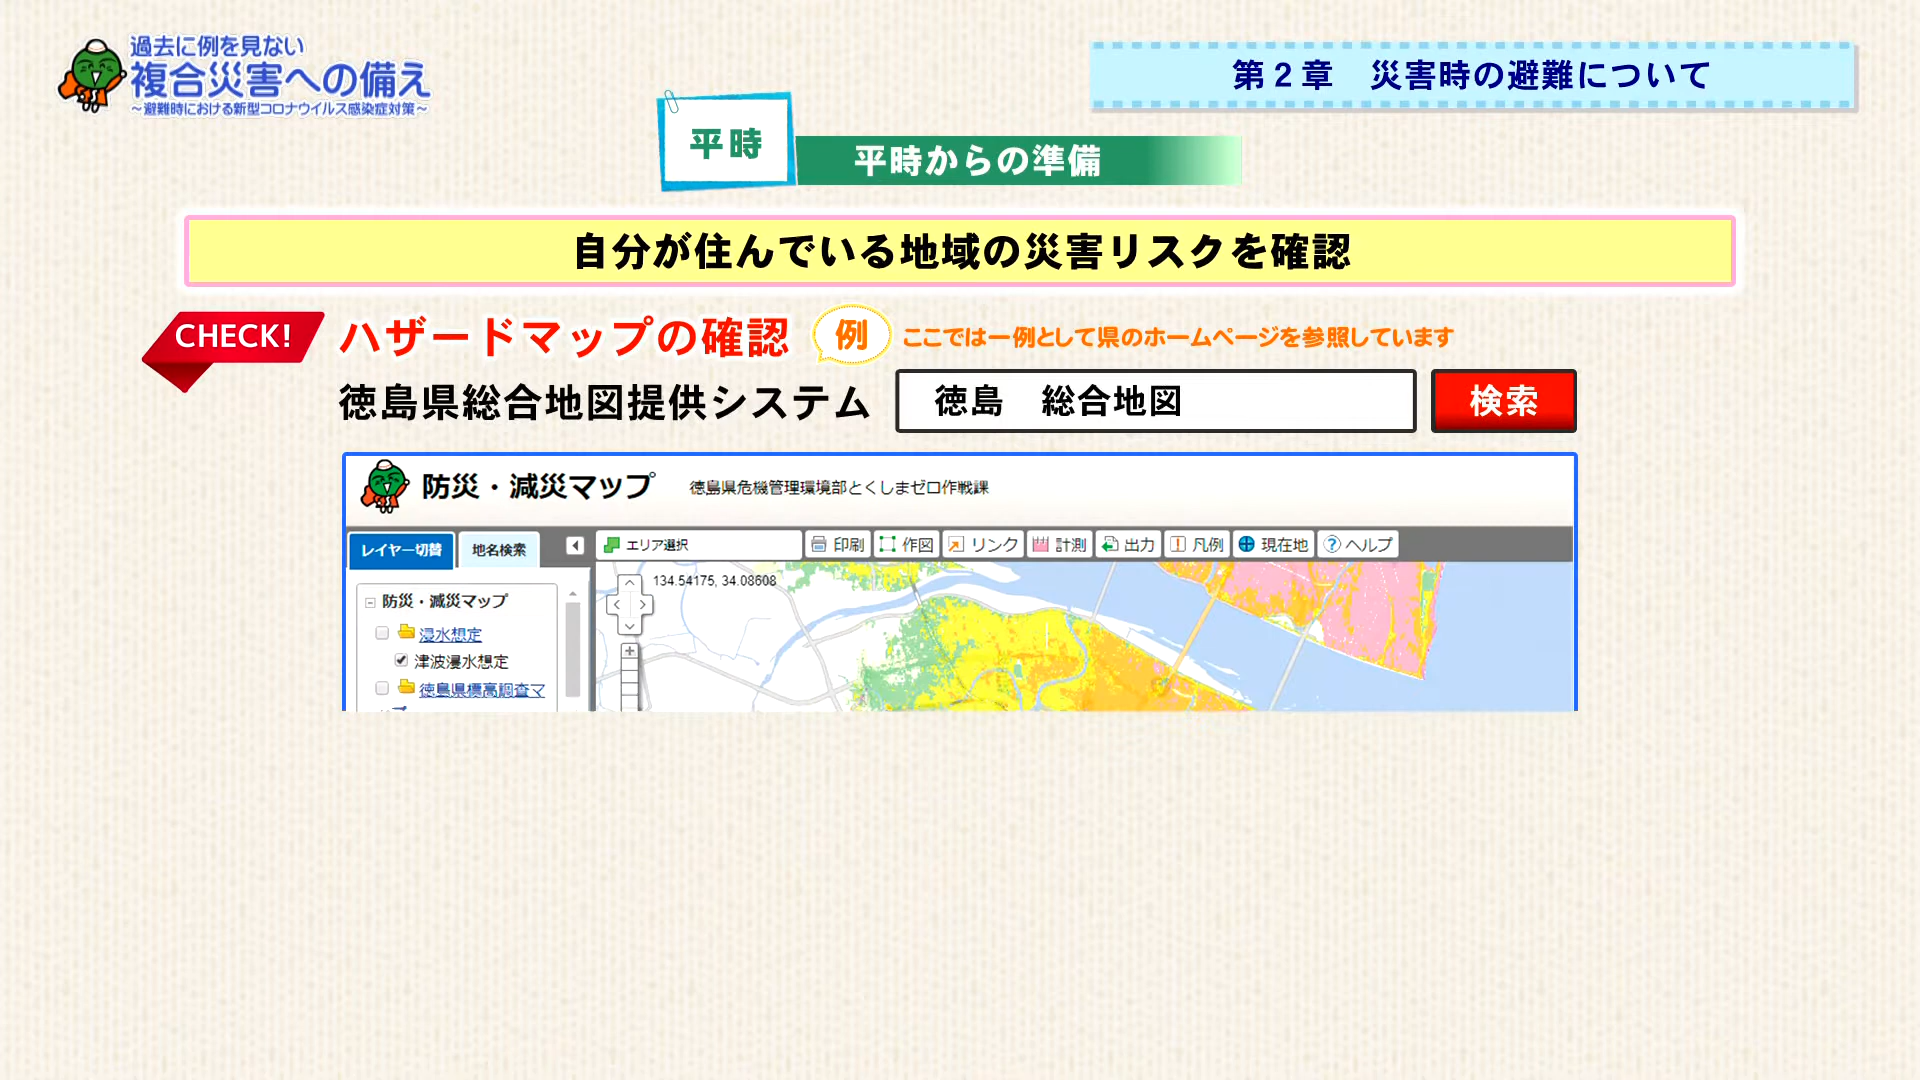 過去に例を見ない
複合災害への備え
～避難時における新型コロナウイルス感染症対策～
第２章　災害時の避難について
平時
平時からの準備
自分が住んでいる地域の災害リスクを確認
CHECK!
ハザードマップの確認
例
ここでは一例として県のホームページを参照しています
徳島県総合地図提供システム
徳島　総合地図
検索
防災・減災マップ
徳島県危機管理環境部とくしまゼロ作戦課
レイヤー切替
地名検索
エリア選択
印刷
作図
リンク
計測
出力
凡例
現在地
ヘルプ
134.54175, 34.08608
防災・減災マップ
浸水想定
津波浸水想定
徳島県標高調査マ